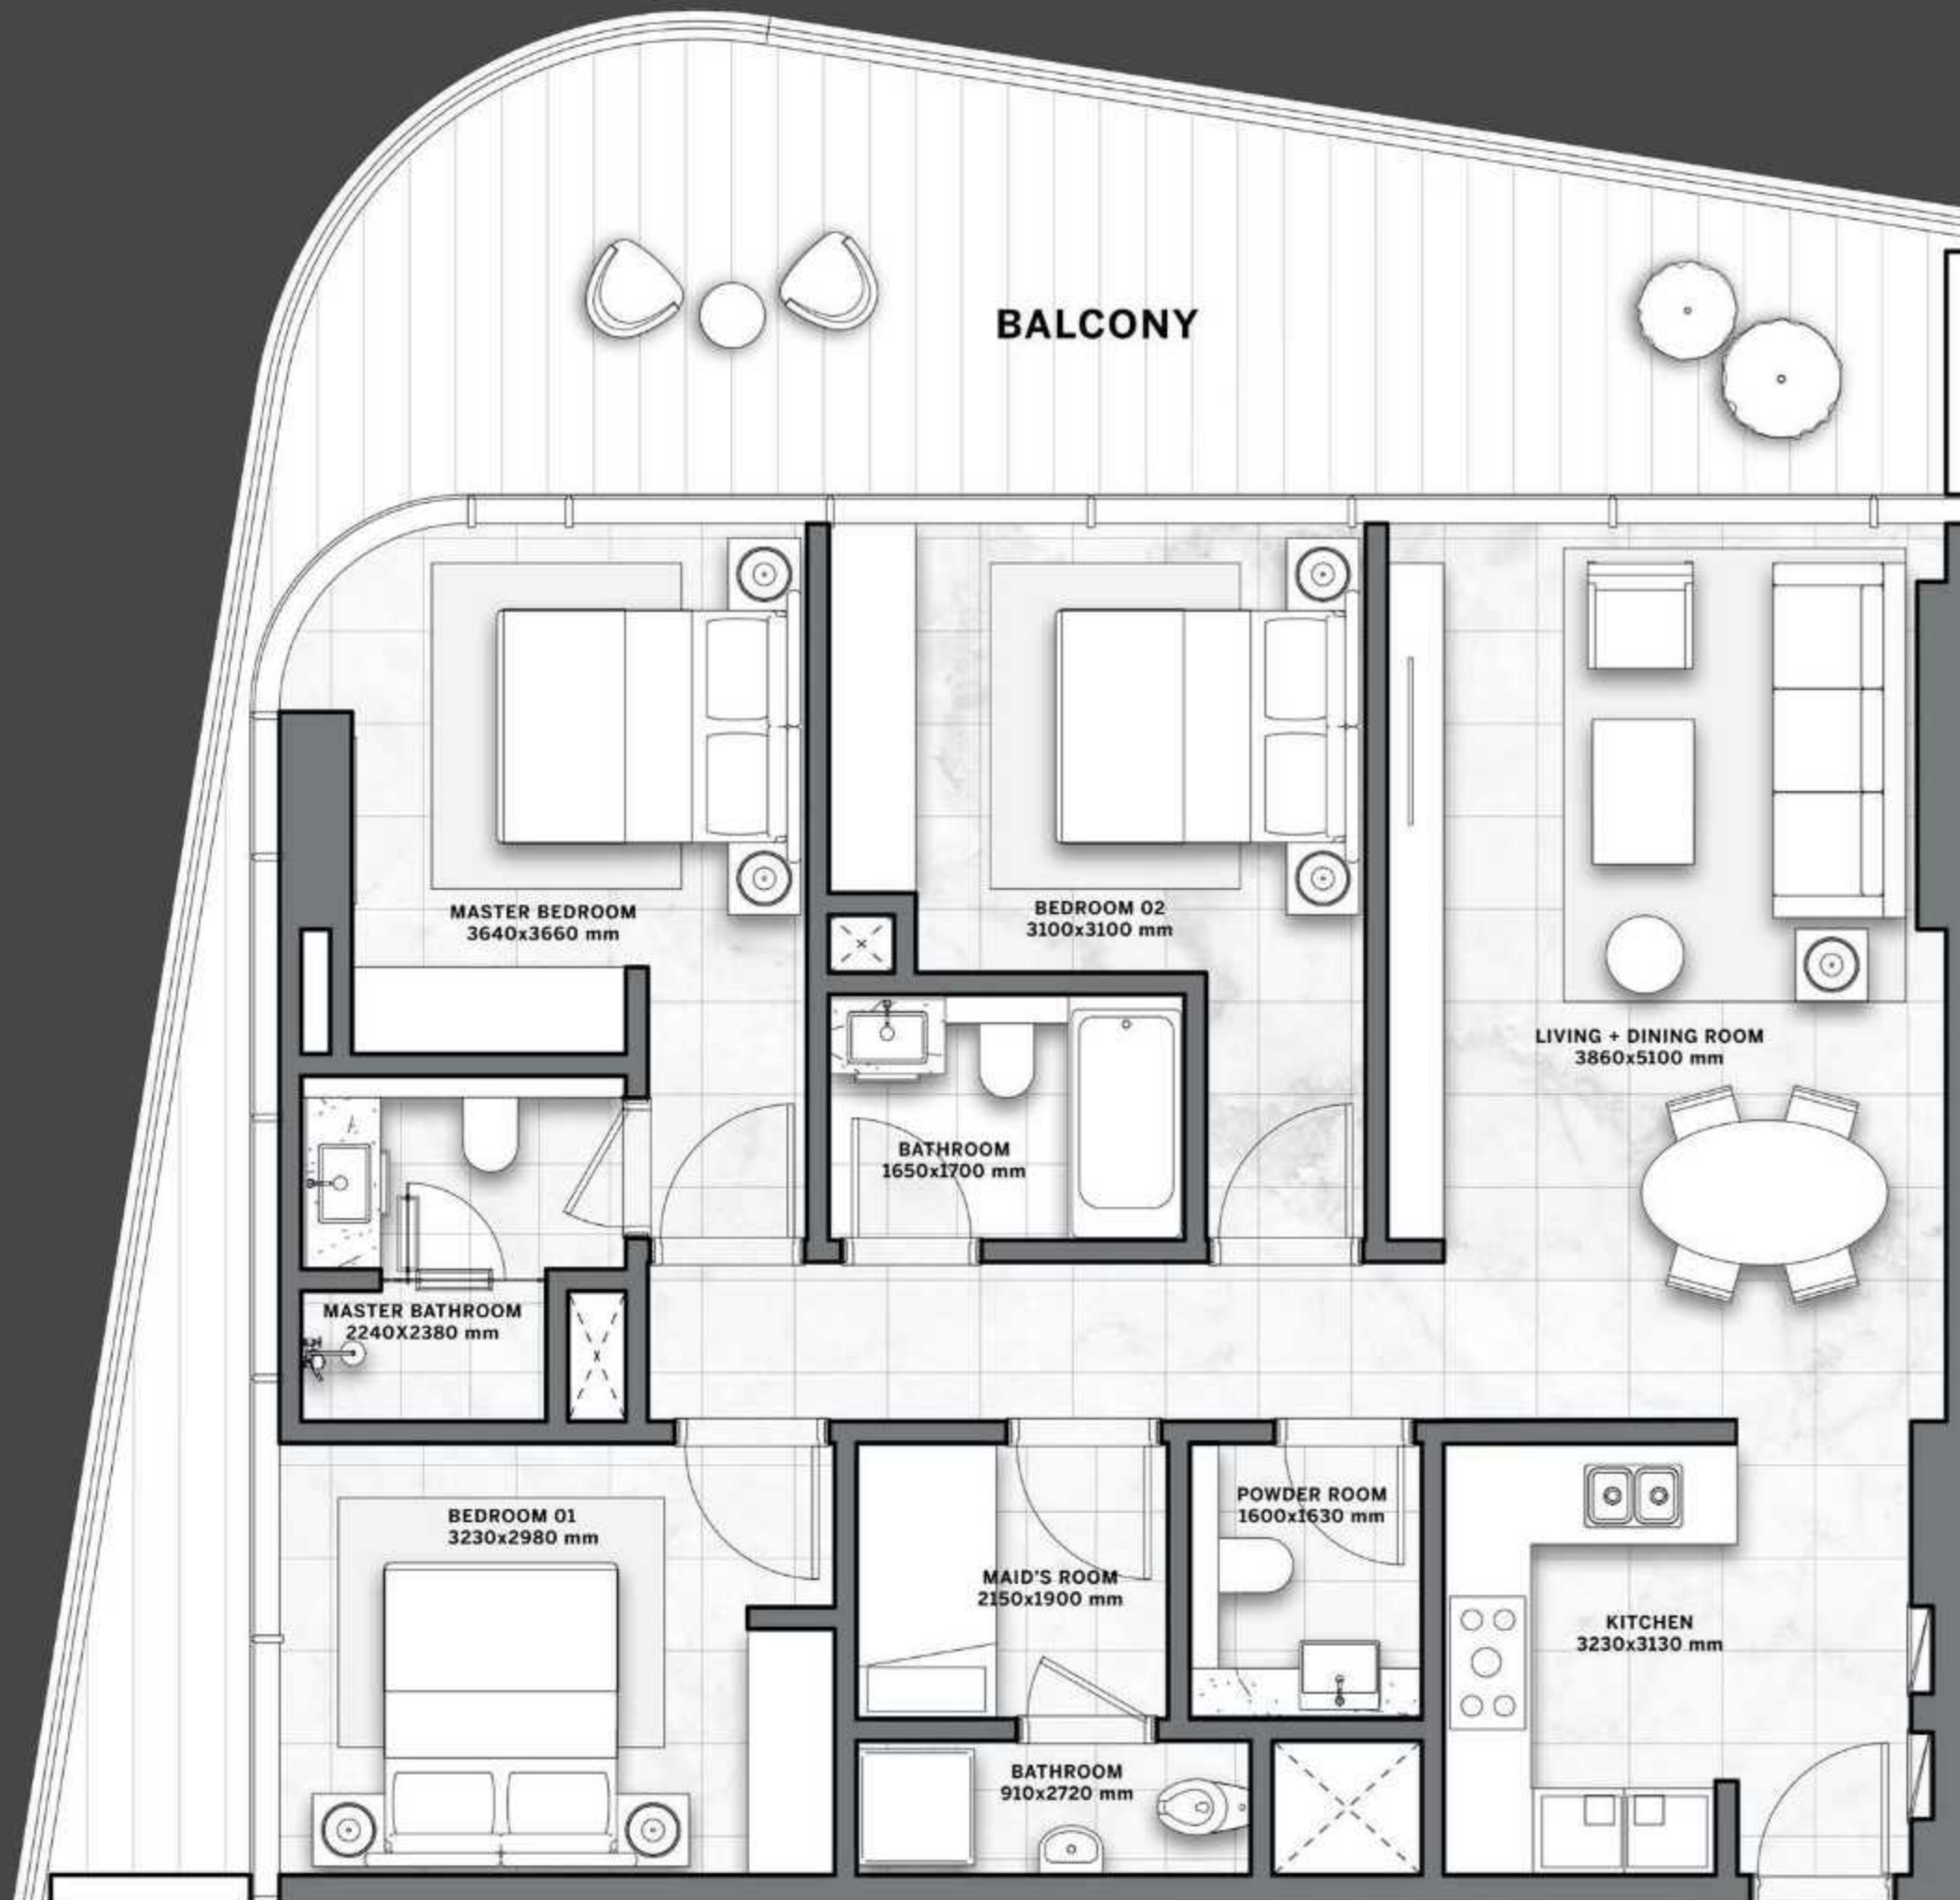 BALCONY
MASTER BEDROOM
3640x3660 mm
BEDROOM 02
3100x3100 mm
LIVING + DINING ROOM
3860x5100 mm
BATHROOM
1650x1700 mm
MASTER BATHROOM
2240X2380 mm
BEDROOM 01
3230x2980 mm
MAID'S ROOM
2150x1900 mm
POWDER ROOM
1600x1630 mm
KITCHEN
3230x3130 mm
BATHROOM
910x2720 mm